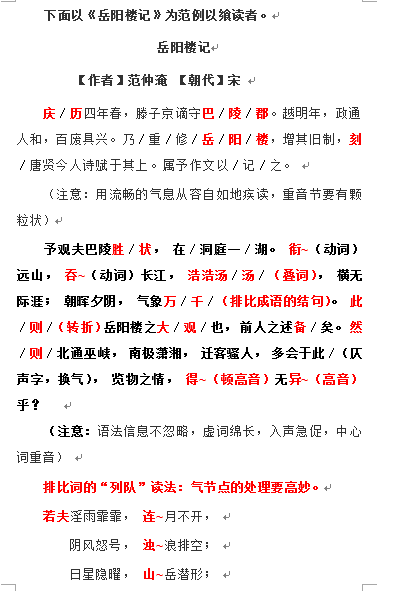 下面以《岳阳楼记》为范例以飨读者。
岳阳楼记
【作者】范仲淹 【朝代】宋
庆/历四年春，滕子京谪守巴/陵/郡。越明年，政通
人和，百废具兴。乃/重/修/岳/阳/楼，增其旧制，刻
/唐贤今人诗赋于其上。属予作文以/记/之。
（注意：用流畅的气息从容自如地疾读，重音节要有颗
粒状）
予观夫巴陵胜/状， 在/洞庭一/湖。 衔~（动词）
远山， 吞~（动词）长江， 浩浩汤/汤/（叠词）， 横无
际涯； 朝晖夕阴， 气象万/千/（排比成语的结句）。 此
/则/（转折）岳阳楼之大/观/也，前人之述备/矣。然
/则/北通巫峡， 南极潇湘， 迁客骚人， 多会于此/（仄
声字，换气）， 览物之情， 得~（顿高音）无异~（高音）
乎？
（注意：语法信息不忽略，虚词绵长，入声急促，中心
词重音）
排比词的“列队”读法：气节点的处理要高妙。
若夫淫雨霏霏， 连~月不开，
阴风怒号， 浊~浪排空；
日星隐曜， 山~岳潜形；